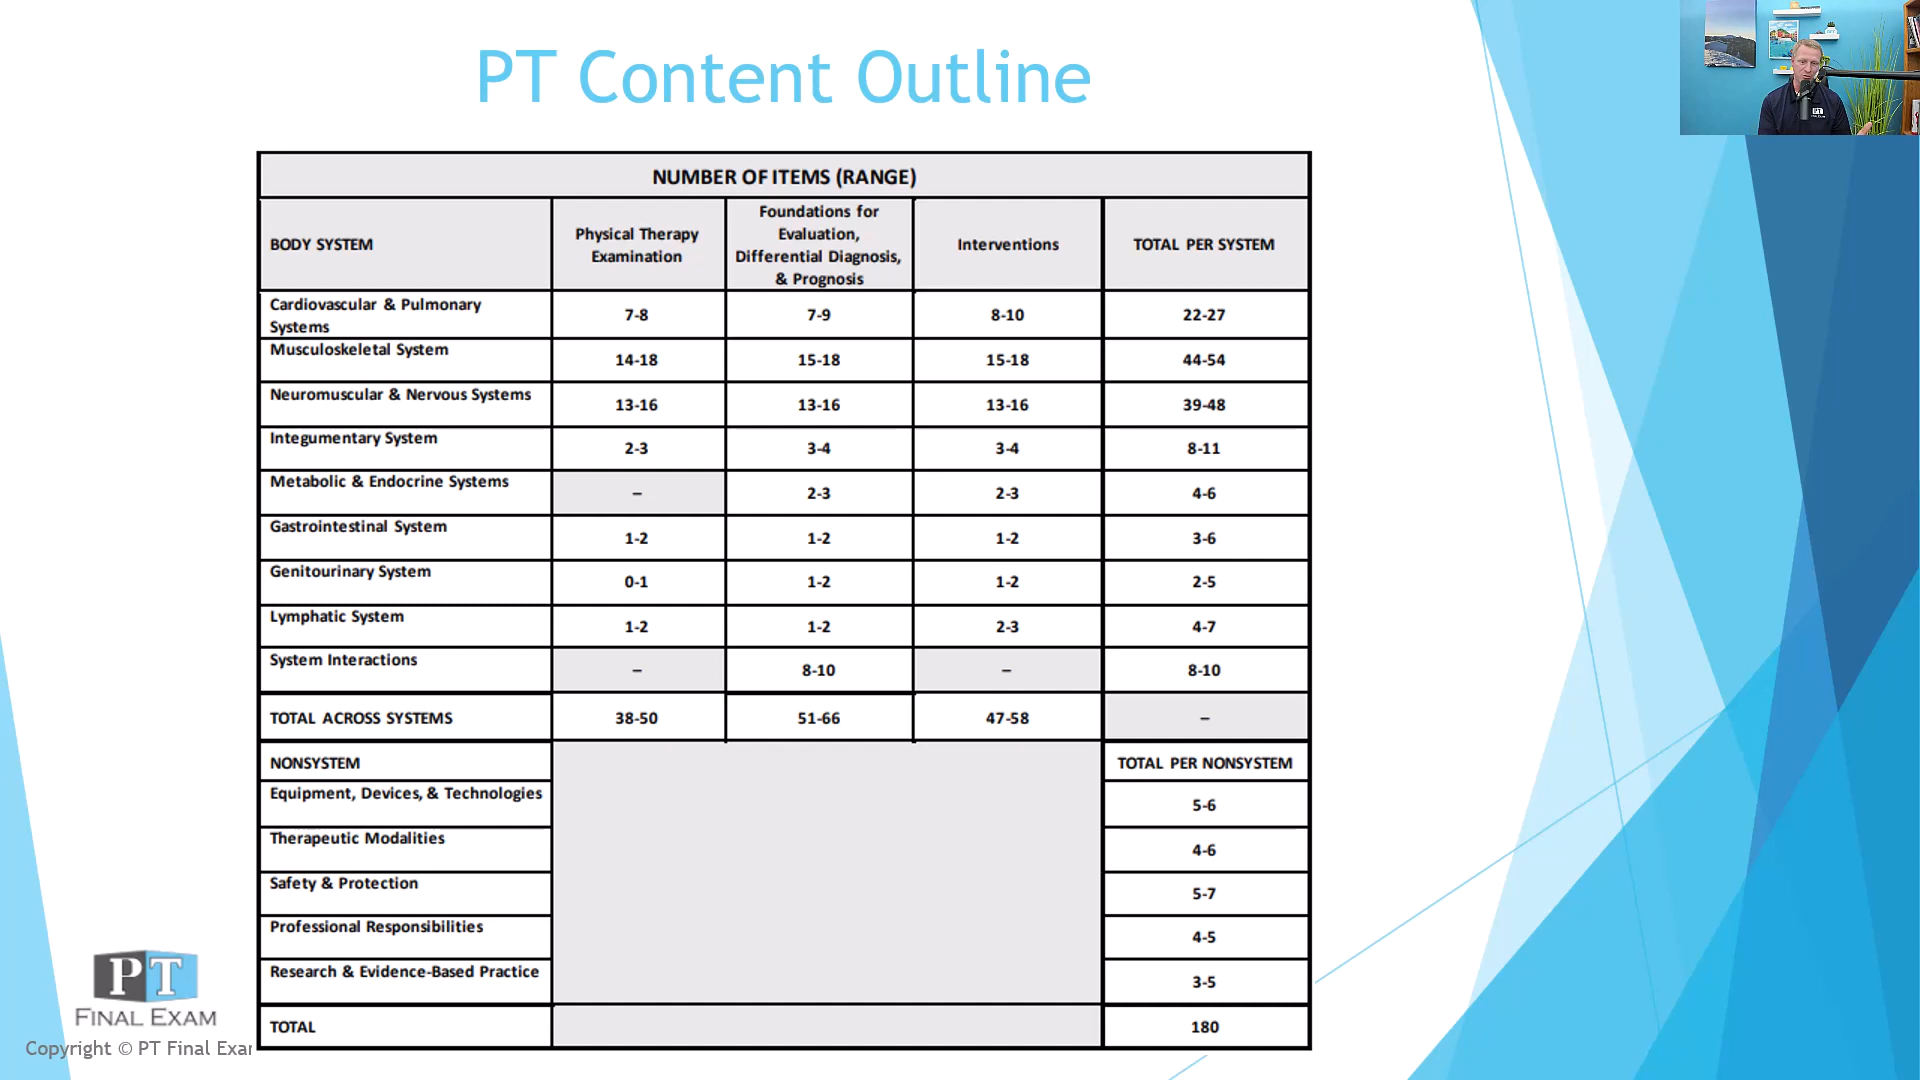 PT Content Outline
NUMBER OF ITEMS (RANGE)
BODY SYSTEM
Physical Therapy
Examination
Foundations for
Evaluation,
Differential Diagnosis,
& Prognosis
Interventions
TOTAL PER SYSTEM
Cardiovascular & Pulmonary
Systems
7-8
7-9
8-10
22-27
Musculoskeletal System
14-18
15-18
15-18
44-54
Neuromuscular & Nervous Systems
13-16
13-16
13-16
39-48
Integumentary System
2-3
3-4
3-4
8-11
Metabolic & Endocrine Systems
–
2-3
2-3
4-6
Gastrointestinal System
1-2
1-2
1-2
3-6
Genitourinary System
0-1
1-2
1-2
2-5
Lymphatic System
1-2
1-2
2-3
4-7
System Interactions
–
8-10
–
8-10
TOTAL ACROSS SYSTEMS
38-50
51-66
47-58
–
NONSYSTEM
TOTAL PER NONSYSTEM
Equipment, Devices, & Technologies
5-6
Therapeutic Modalities
4-6
Safety & Protection
5-7
Professional Responsibilities
4-5
Research & Evidence-Based Practice
3-5
TOTAL
180
PT
FINAL EXAM
Copyright © PT Final Exar
PT